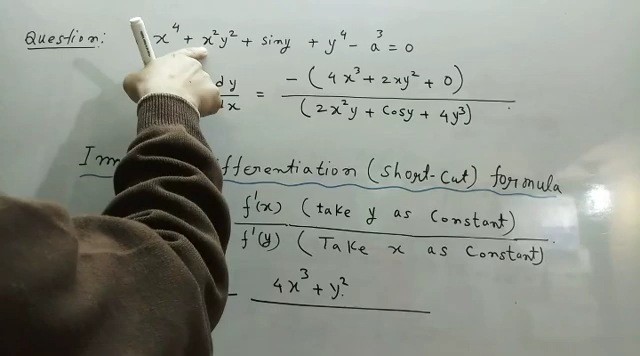 Question: x⁴ + x²y² + siny + y⁴ - a³ = 0
dy = -(4x³ + 2xy² + 0)
(2x²y + cosy + 4y³)
fferentiation (short-cut) formula
f'(x) (take y as constant)
f'(y) (Take x as constant)
- 4x³ + y².